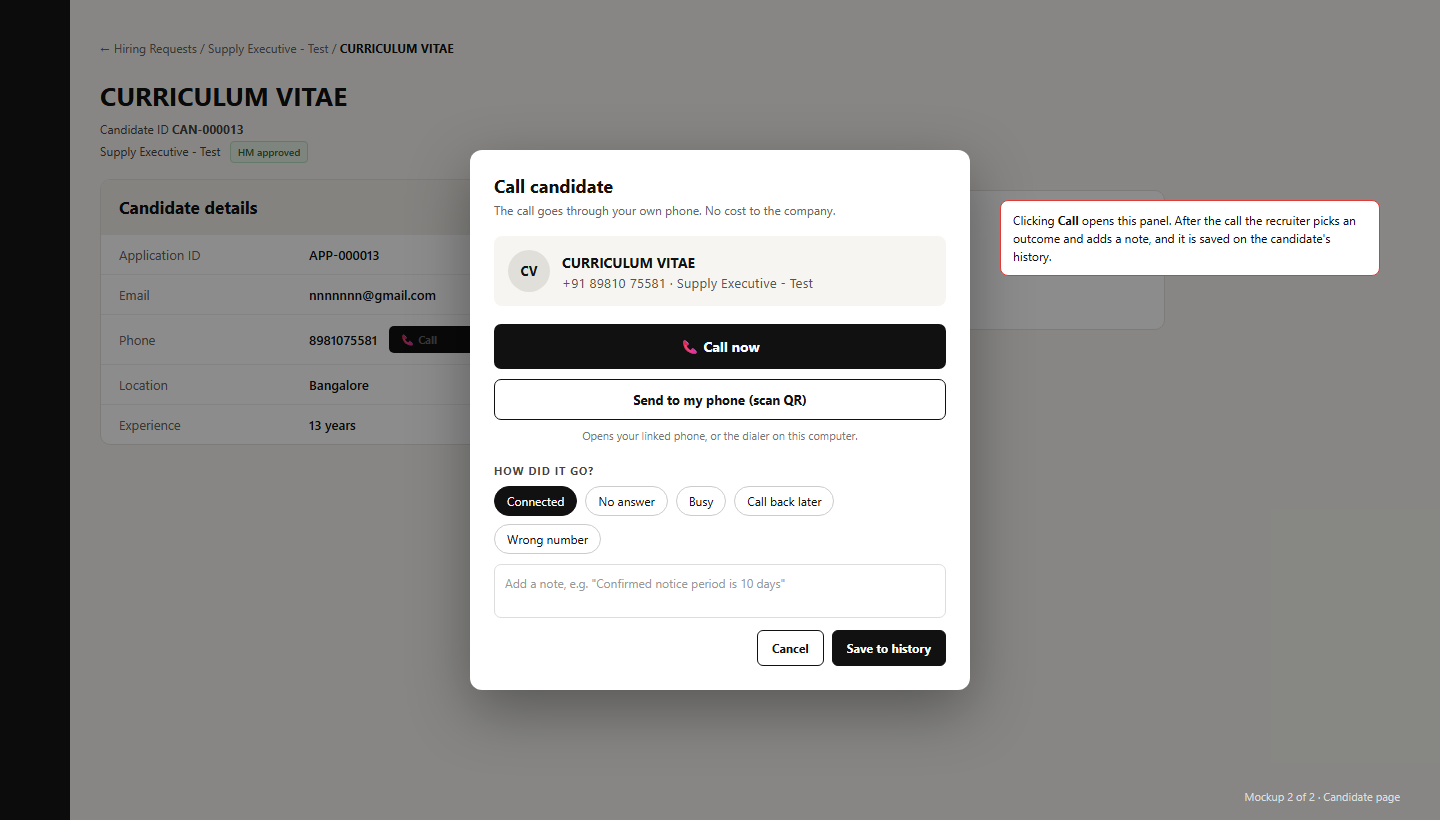 ← Hiring Requests / Supply Executive - Test / CURRICULUM VITAE
CURRICULUM VITAE
Candidate ID CAN-000013
Supply Executive - Test HM approved
Candidate details
Application ID APP-000013
Email nnnnnnn@gmail.com
Phone 8981075581 Call
Location Bangalore
Experience 13 years
Call candidate
The call goes through your own phone. No cost to the company.
CV
CURRICULUM VITAE
+91 89810 75581 · Supply Executive - Test
Call now
Send to my phone (scan QR)
Opens your linked phone, or the dialer on this computer.
HOW DID IT GO?
Connected No answer Busy Call back later
Wrong number
Add a note, e.g. "Confirmed notice period is 10 days"
Cancel Save to history
Clicking Call opens this panel. After the call the recruiter picks an
outcome and adds a note, and it is saved on the candidate's
history.
Mockup 2 of 2 · Candidate page